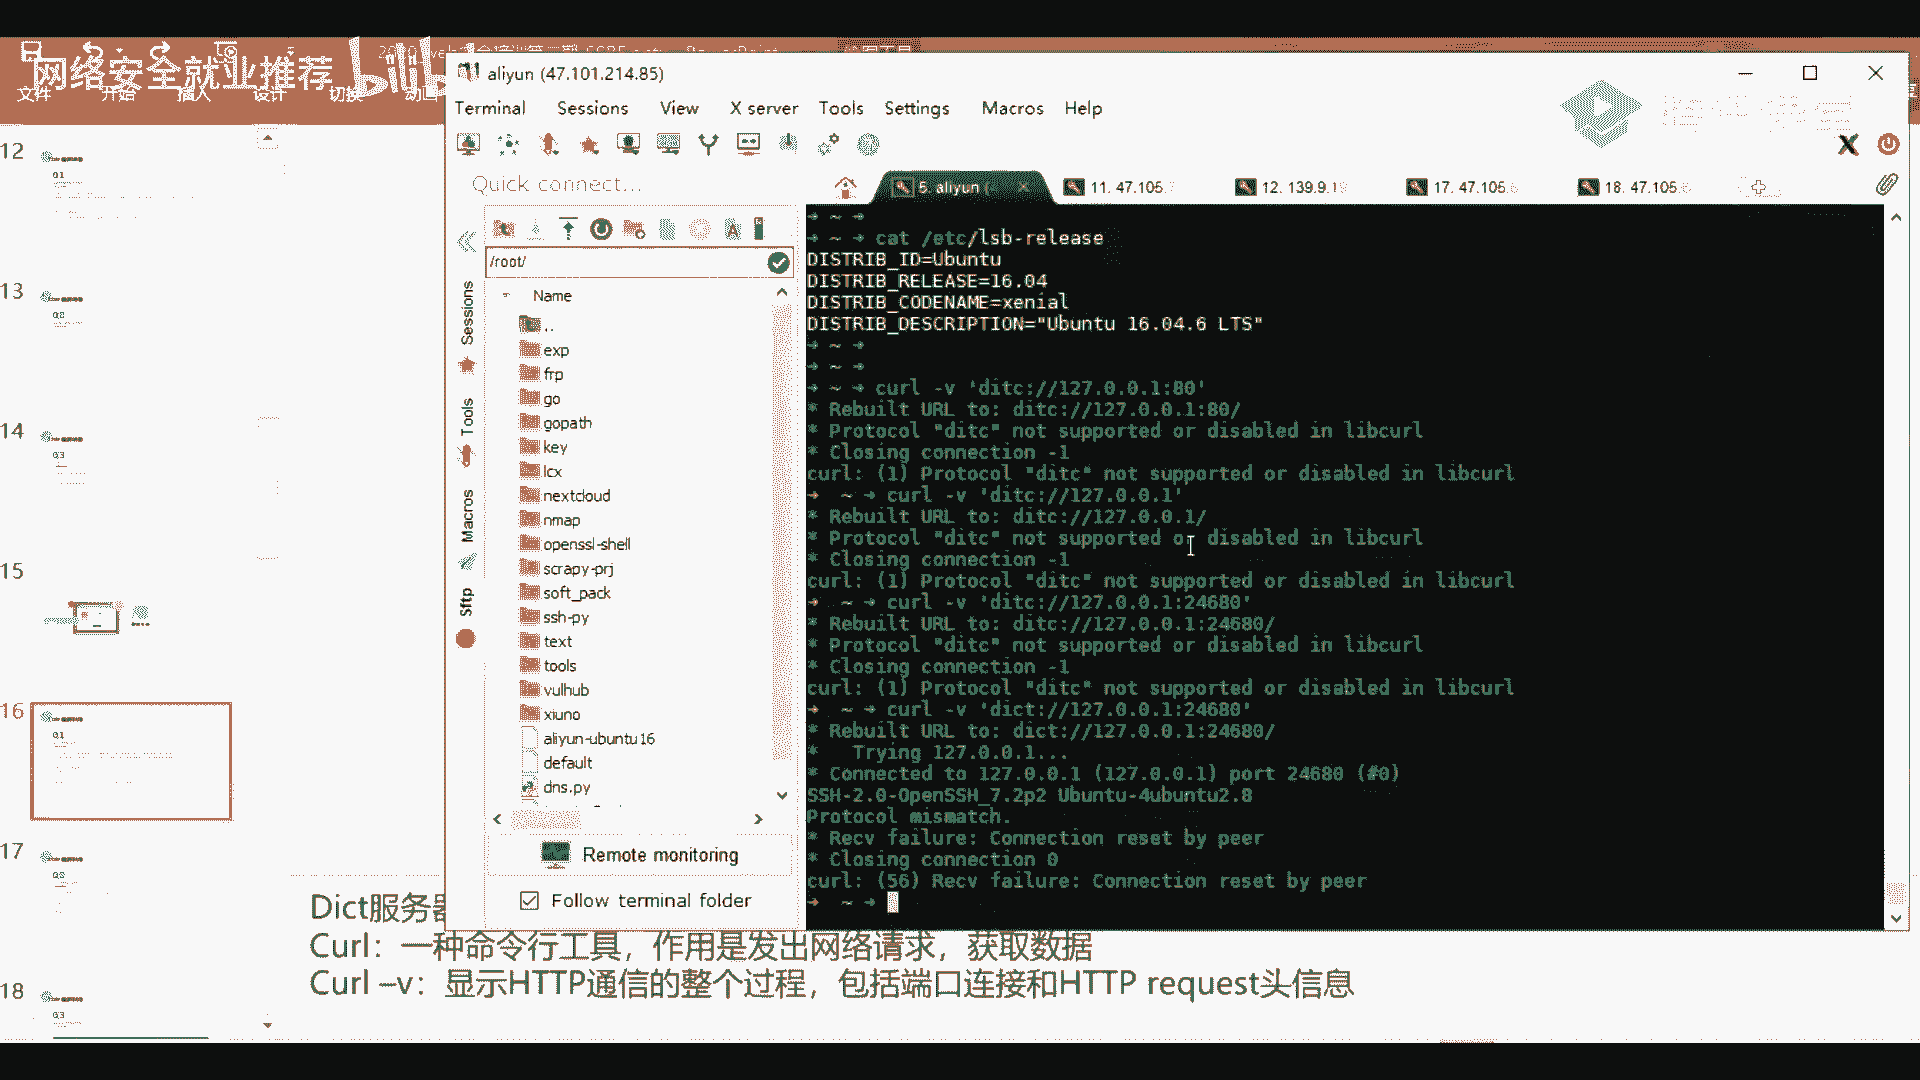 网络安全就业推荐 bilib
文件 开始 插入 设计 切换 动画
aliyun (47.101.214.85)
Terminal Sessions View X server Tools Settings Macros Help
Quick connect...
5. aliyun (
11. 47.105.
12. 139.9.
17. 47.105.
18. 47.105.
/root/
Name
..
exp
frp
go
gopath
key
lcx
nextcloud
nmap
openssl-shell
scrapy-prj
soft_pack
ssh-py
text
tools
vulhub
xiuno
aliyun-ubuntu16
default
dns.py
Sessions
Tools
Macros
Sftp
Remote monitoring
Follow terminal folder
➜ ~ ➜
➜ ~ ➜ cat /etc/lsb-release
DISTRIB_ID=Ubuntu
DISTRIB_RELEASE=16.04
DISTRIB_CODENAME=xenial
DISTRIB_DESCRIPTION="Ubuntu 16.04.6 LTS"
➜ ~ ➜
➜ ~ ➜
➜ ~ ➜ curl -v 'ditc://127.0.0.1:80'
* Rebuilt URL to: ditc://127.0.0.1:80/
* Protocol "ditc" not supported or disabled in libcurl
* Closing connection -1
curl: (1) Protocol "ditc" not supported or disabled in libcurl
➜ ~ ➜ curl -v 'ditc://127.0.0.1'
* Rebuilt URL to: ditc://127.0.0.1/
* Protocol "ditc" not supported or disabled in libcurl
* Closing connection -1
curl: (1) Protocol "ditc" not supported or disabled in libcurl
➜ ~ ➜ curl -v 'ditc://127.0.0.1:24680'
* Rebuilt URL to: ditc://127.0.0.1:24680/
* Protocol "ditc" not supported or disabled in libcurl
* Closing connection -1
curl: (1) Protocol "ditc" not supported or disabled in libcurl
➜ ~ ➜ curl -v 'dict://127.0.0.1:24680'
* Rebuilt URL to: dict://127.0.0.1:24680/
* Trying 127.0.0.1...
* Connected to 127.0.0.1 (127.0.0.1) port 24680 (#0)
SSH-2.0-OpenSSH_7.2p2 Ubuntu-4ubuntu2.8
Protocol mismatch.
* Recv failure: Connection reset by peer
* Closing connection 0
curl: (56) Recv failure: Connection reset by peer
➜ ~ ➜
12
13
14
15
16
17
18
Dict服务器
Curl：一种命令行工具，作用是发出网络请求，获取数据
Curl –v：显示HTTP通信的整个过程，包括端口连接和HTTP request头信息